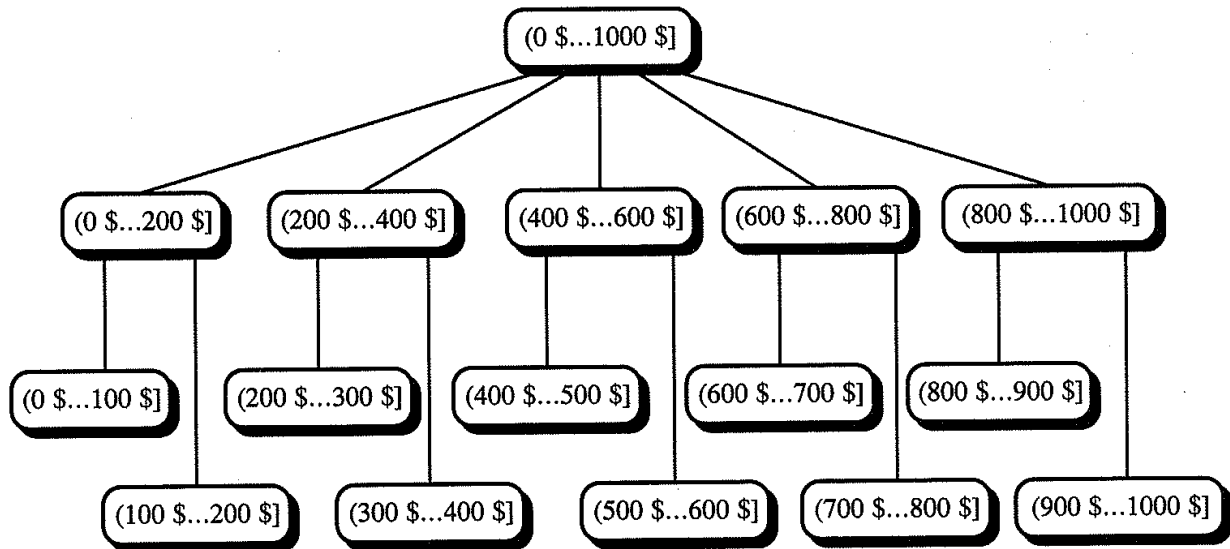 (0 $...1000 $]
(0 $...200 $]
(200 $...400 $]
(400 $...600 $]
(600 $...800 $]
(800 $...1000 $]
(0 $...100 $]
(200 $...300 $]
(400 $...500 $]
(600 $...700 $]
(800 $...900 $]
(100 $...200 $]
(300 $...400 $]
(500 $...600 $]
(700 $...800 $]
(900 $...1000 $]